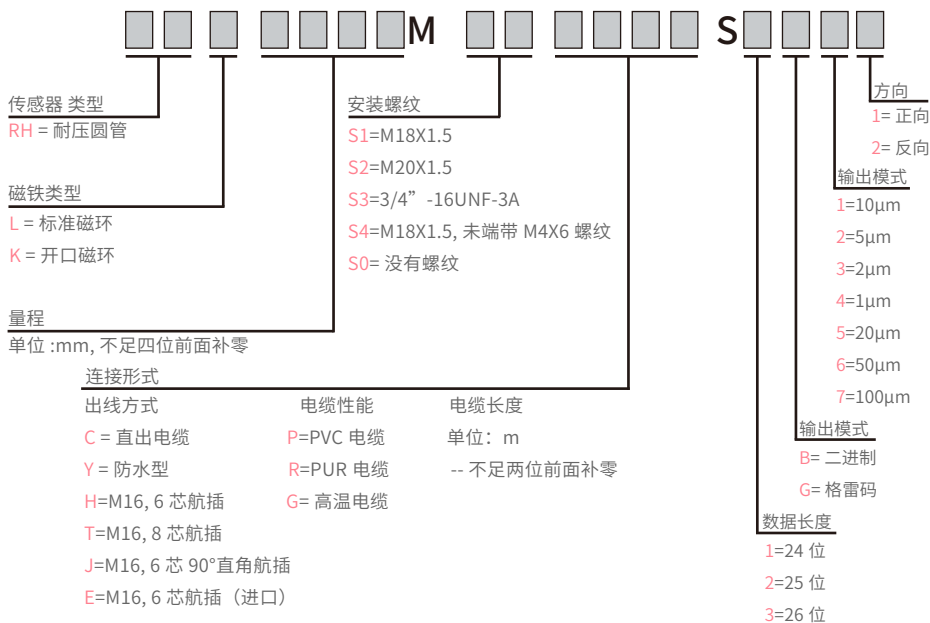 M S
传感器 类型
RH = 耐压圆管
磁铁类型
L = 标准磁环
K = 开口磁环
量程
单位 :mm, 不足四位前面补零
安装螺纹
S1=M18X1.5
S2=M20X1.5
S3=3/4” -16UNF-3A
S4=M18X1.5, 未端带 M4X6 螺纹
S0= 没有螺纹
连接形式
出线方式 电缆性能 电缆长度
C = 直出电缆 P=PVC 电缆 单位：m
Y = 防水型 R=PUR 电缆 -- 不足两位前面补零
H=M16, 6 芯航插 G= 高温电缆
T=M16, 8 芯航插
J=M16, 6 芯 90°直角航插
E=M16, 6 芯航插（进口）
方向
1= 正向
2= 反向
输出模式
1=10μm
2=5μm
3=2μm
4=1μm
5=20μm
6=50μm
7=100μm
输出模式
B= 二进制
G= 格雷码
数据长度
1=24 位
2=25 位
3=26 位